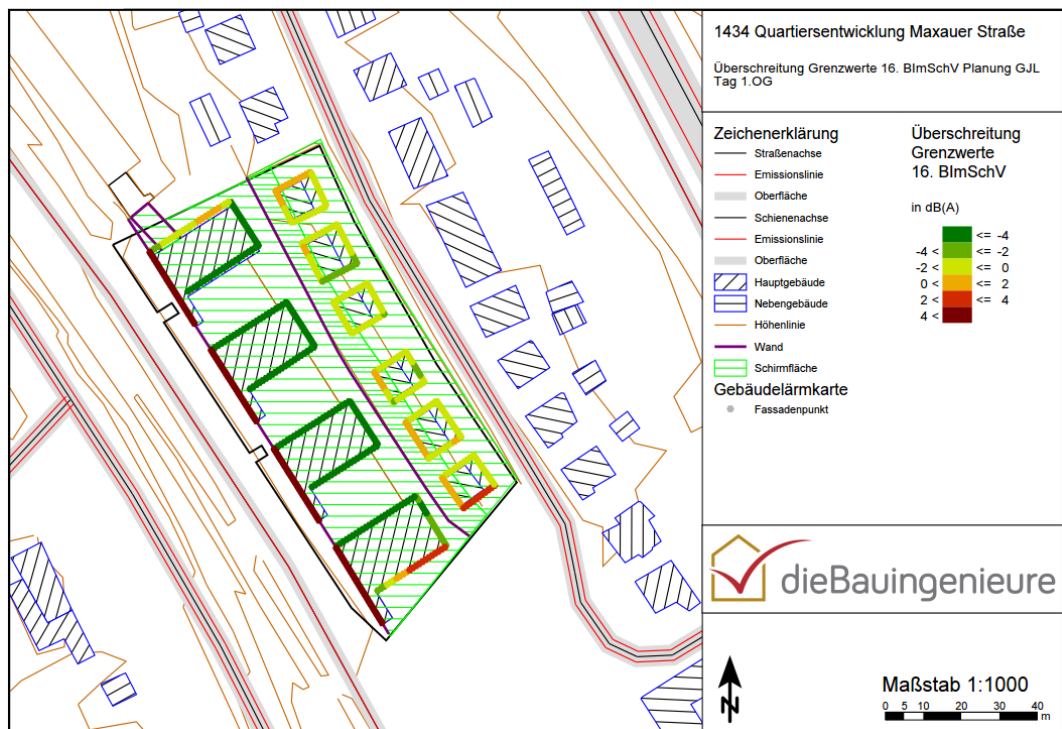 1434 Quartiersentwicklung Maxauer Straße
Überschreitung Grenzwerte 16. BImSchV Planung GJL
Tag 1.OG
Zeichenerklärung
Straßenachse
Emissionslinie
Oberfläche
Schienenachse
Emissionslinie
Oberfläche
Hauptgebäude
Nebengebäude
Höhenlinie
Wand
Schirmfläche
Gebäudelärmkarte
Fassadenpunkt
Überschreitung
Grenzwerte
16. BImSchV
in dB(A)
<= -4
-4 < <= -2
-2 < <= 0
0 < <= 2
2 < <= 4
4 <
dieBauingenieure
N
Maßstab 1:1000
0 5 10 20 30 40
m